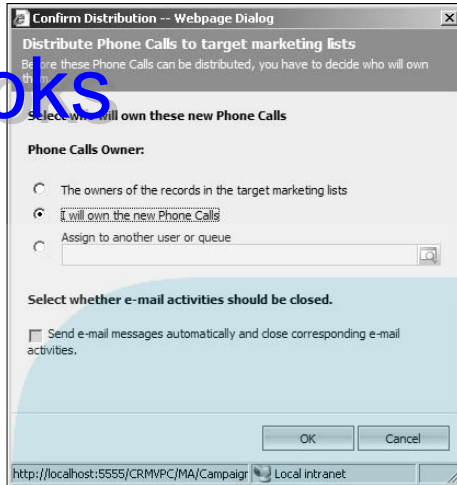 Confirm Distribution -- Webpage Dialog
Distribute Phone Calls to target marketing lists
Before these Phone Calls can be distributed, you have to decide who will own
them.
oks
Select who will own these new Phone Calls
Phone Calls Owner:
The owners of the records in the target marketing lists
I will own the new Phone Calls
Assign to another user or queue
Select whether e-mail activities should be closed.
Send e-mail messages automatically and close corresponding e-mail
activities.
OK Cancel
http://localhost:5555/CRMVPC/MA/Campaigr Local intranet